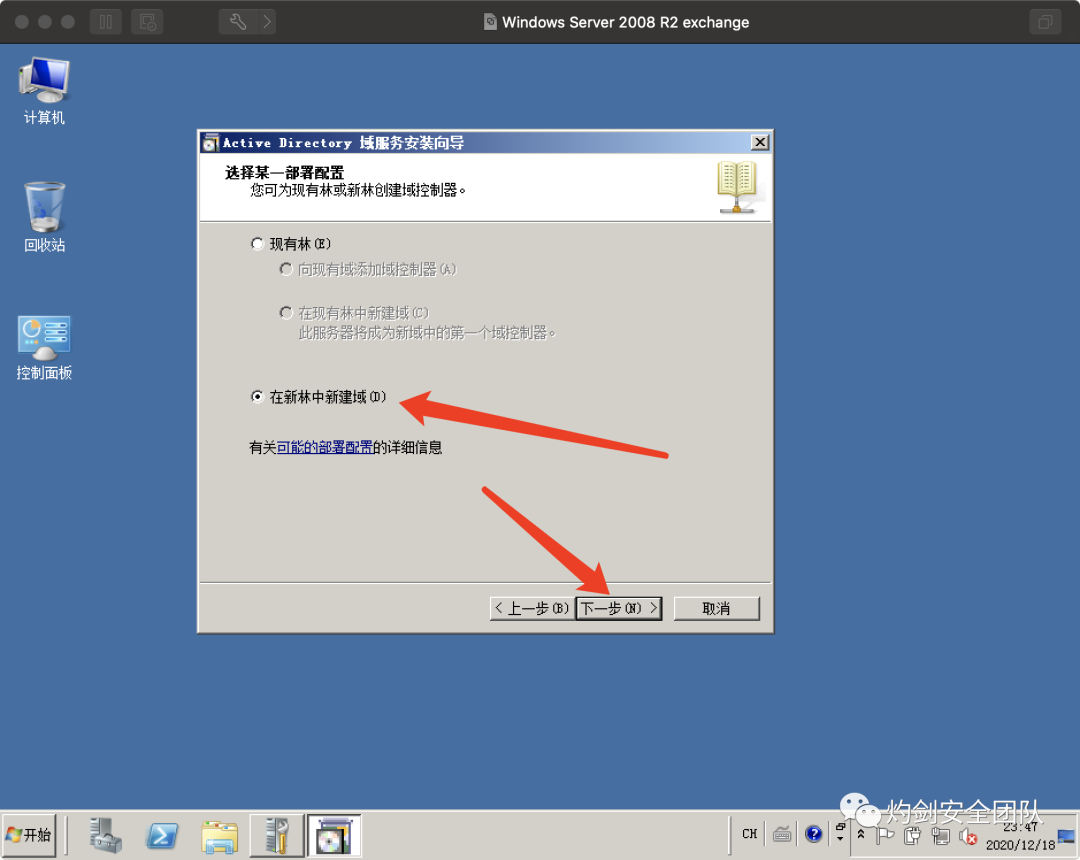 Windows Server 2008 R2 exchange
计算机
回收站
控制面板
Active Directory 域服务安装向导
选择某一部署配置
您可为现有林或新林创建域控制器。
现有林(E)
向现有域添加域控制器(A)
在现有林中新建域(C)
此服务器将成为新域中的第一个域控制器。
在新林中新建域(D)
有关可能的部署配置的详细信息
< 上一步(B)
下一步(N) >
取消
灼剑安全团队
开始
CH
23:47
2020/12/18